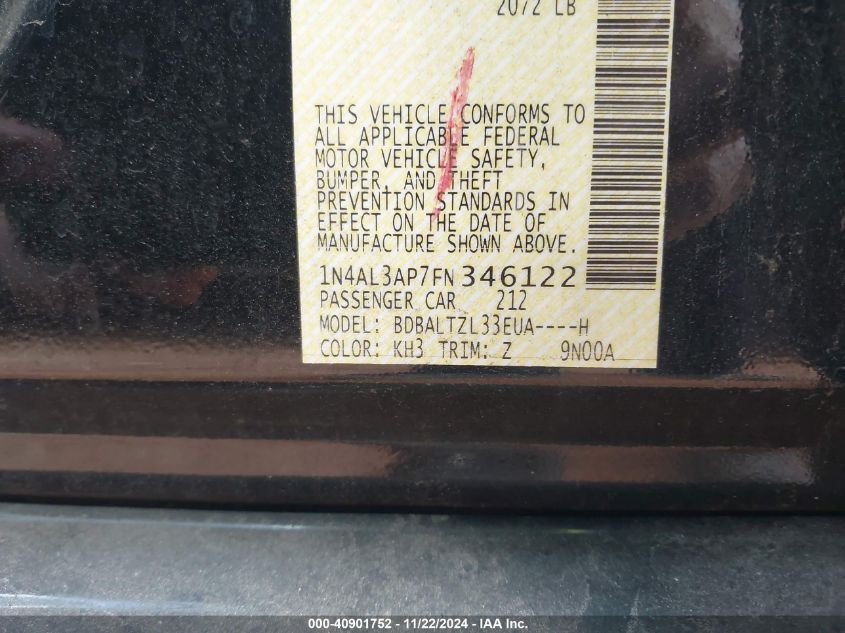 2072 LB
THIS VEHICLE CONFORMS TO
ALL APPLICABLE FEDERAL
MOTOR VEHICLE SAFETY,
BUMPER, AND THEFT
PREVENTION STANDARDS IN
EFFECT ON THE DATE OF
MANUFACTURE SHOWN ABOVE.
1N4AL3AP7FN346122
PASSENGER CAR 212
MODEL: BDBALTZL33EUA----H
COLOR: KH3 TRIM: Z 9N00A
000-40901752 - 11/22/2024 - IAA Inc.